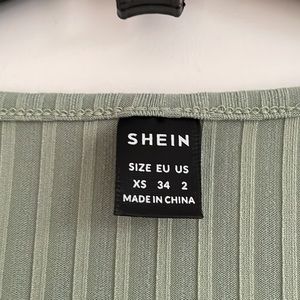 SHEIN
SIZE EU US
XS 34 2
MADE IN CHINA